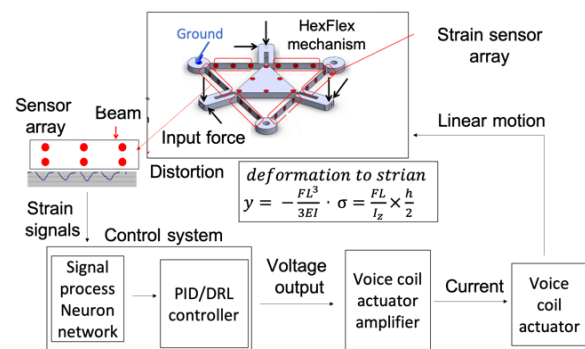 HexFlex
mechanism
Ground
Strain sensor
array
Sensor
array
Beam
Input force
Linear motion
Distortion
deformation to strian
y = −FL³/3EI · σ = FL/I_z × h/2
Strain
signals
Control system
Signal
process
Neuron
network
PID/DRL
controller
Voltage
output
Voice coil
actuator
amplifier
Current
Voice
coil
actuator